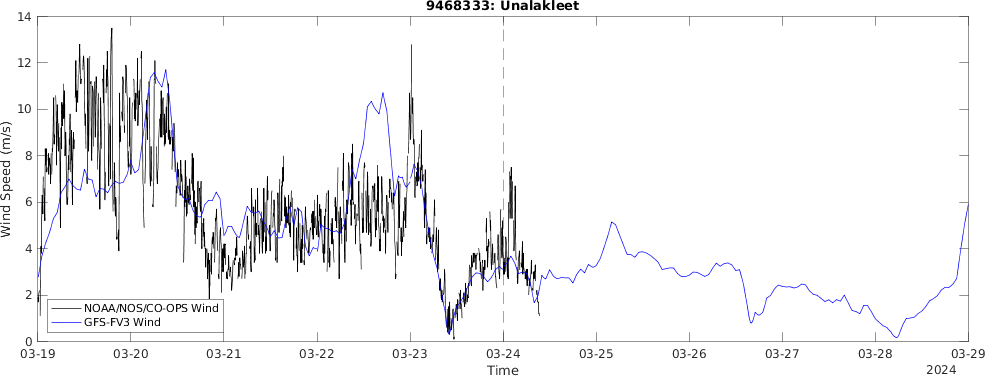 9468333: Unalakleet
14
12
10
8
6
4
2
0
Wind Speed (m/s)
NOAA/NOS/CO-OPS Wind
GFS-FV3 Wind
03-19 03-20 03-21 03-22 03-23 03-24 03-25 03-26 03-27 03-28 03-29
Time
2024